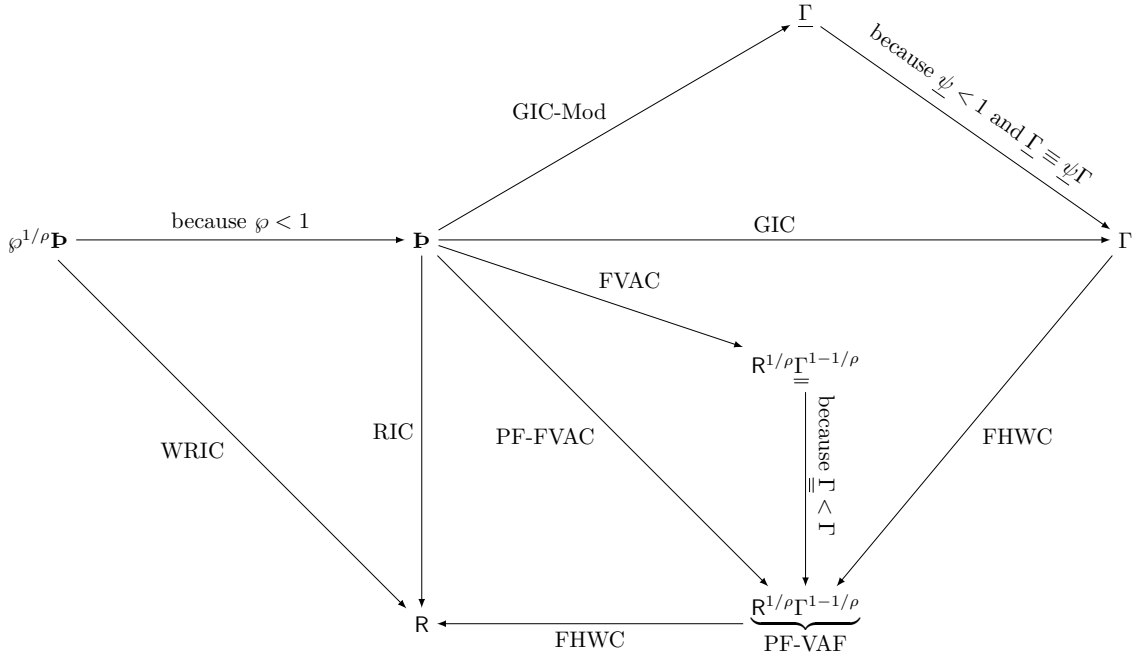 Γ
because ψ < 1 and Γ ≡ ψΓ
GIC-Mod
℘^{1/ρ}Þ
because ℘ < 1
Þ
GIC
Γ
FVAC
R^{1/ρ}Γ^{1−1/ρ}
WRIC
RIC
PF-FVAC
because Γ < Γ
FHWC
R
FHWC
R^{1/ρ}Γ^{1−1/ρ}
PF-VAF